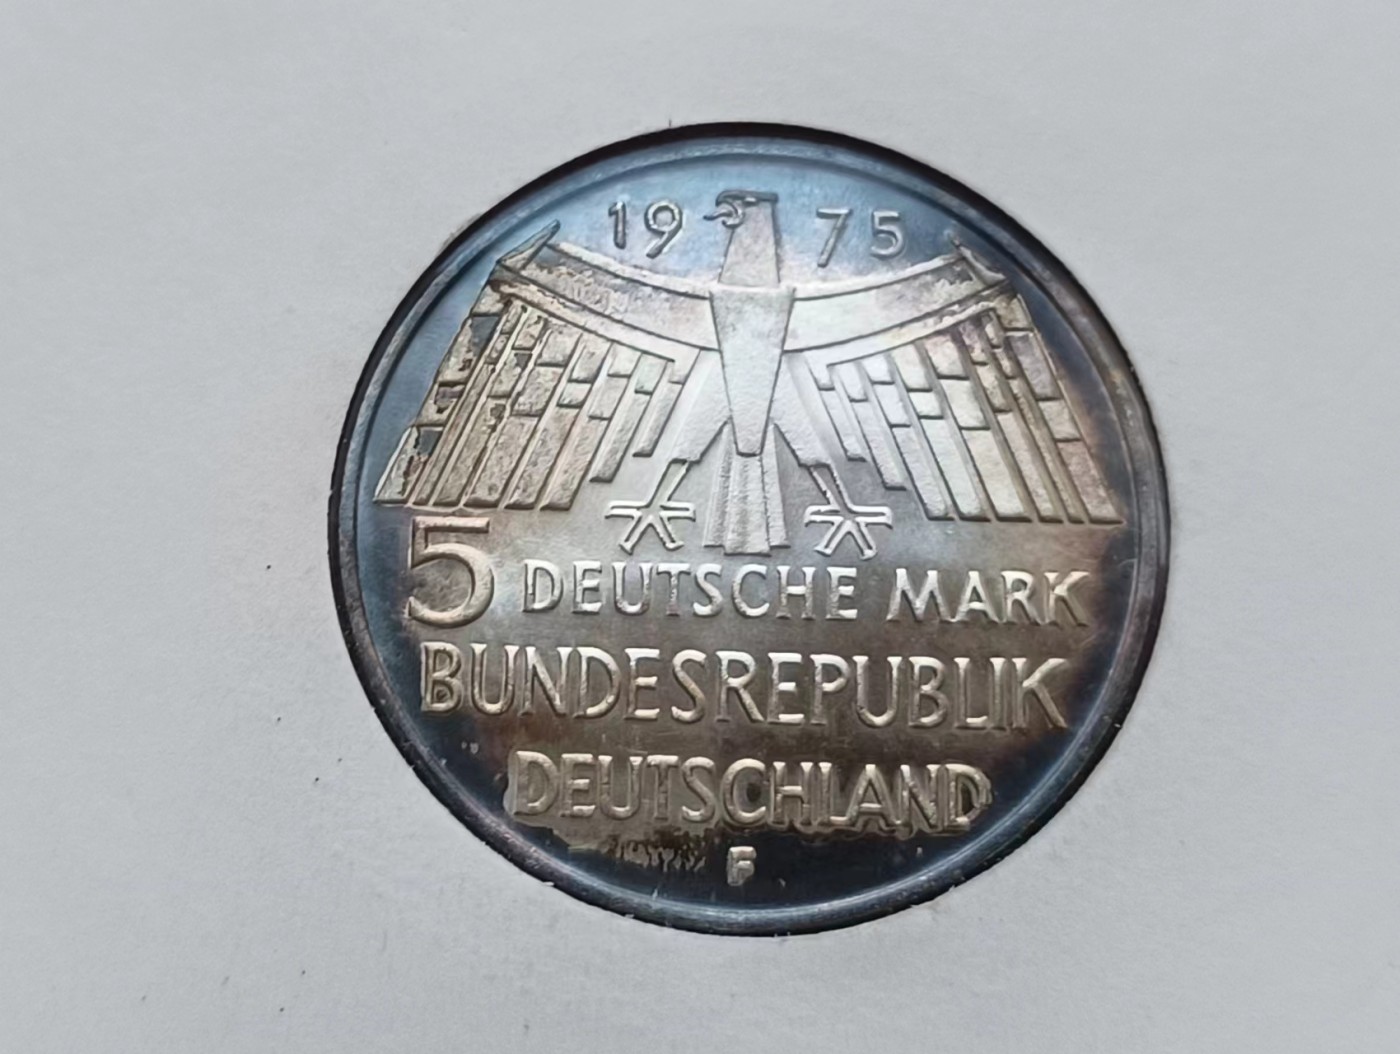 1975
5 DEUTSCHE MARK
BUNDESREPUBLIK
DEUTSCHLAND
F